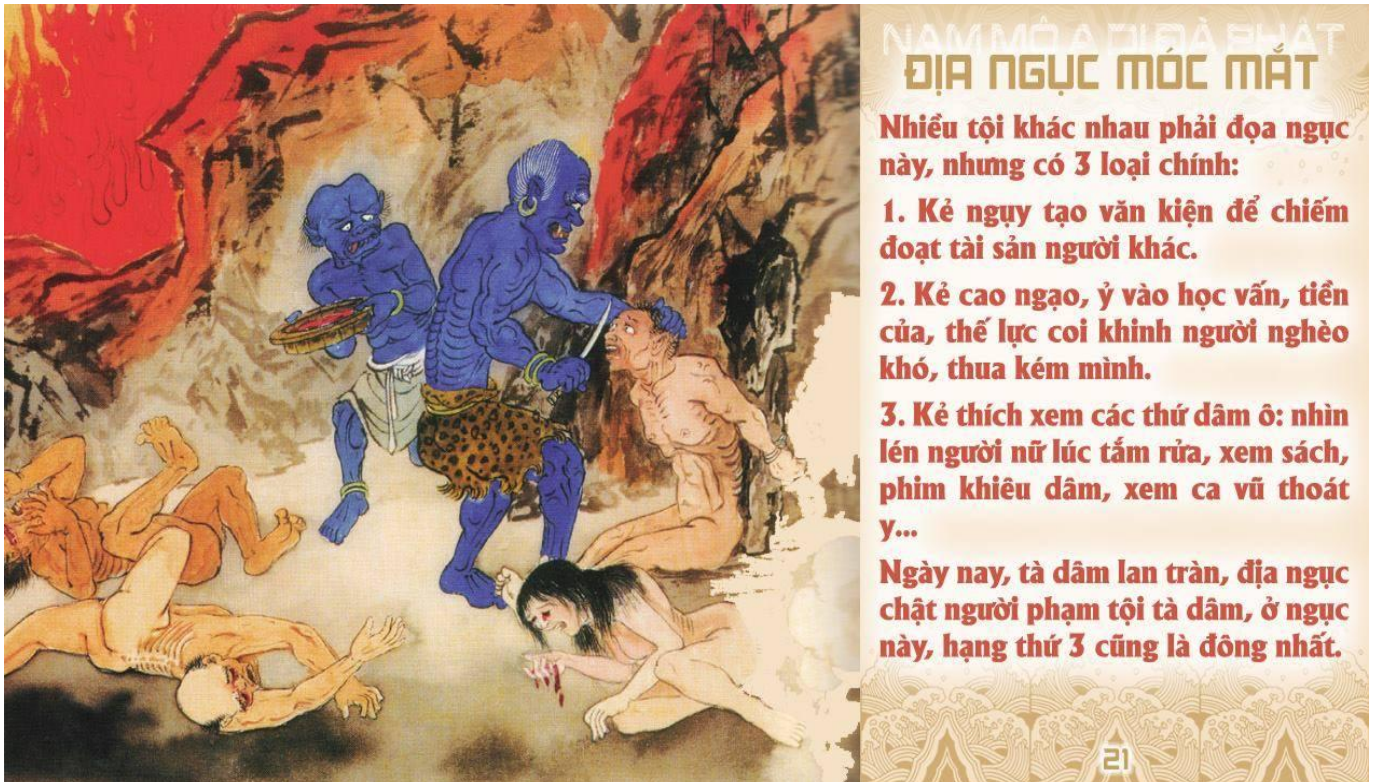 NAM MÔ A DI ĐÀ PHẬT
ĐỊA NGỤC MÓC MẮT
Nhiều tội khác nhau phải đọa ngục
này, nhưng có 3 loại chính:
1. Kẻ ngụy tạo văn kiện để chiếm
đoạt tài sản người khác.
2. Kẻ cao ngạo, ỷ vào học vấn, tiền
của, thế lực coi khinh người nghèo
khó, thua kém mình.
3. Kẻ thích xem các thứ dâm ô: nhìn
lén người nữ lúc tắm rửa, xem sách,
phim khiêu dâm, xem ca vũ thoát
y...
Ngày nay, tà dâm lan tràn, địa ngục
chật người phạm tội tà dâm, ở ngục
này, hạng thứ 3 cũng là đông nhất.
21